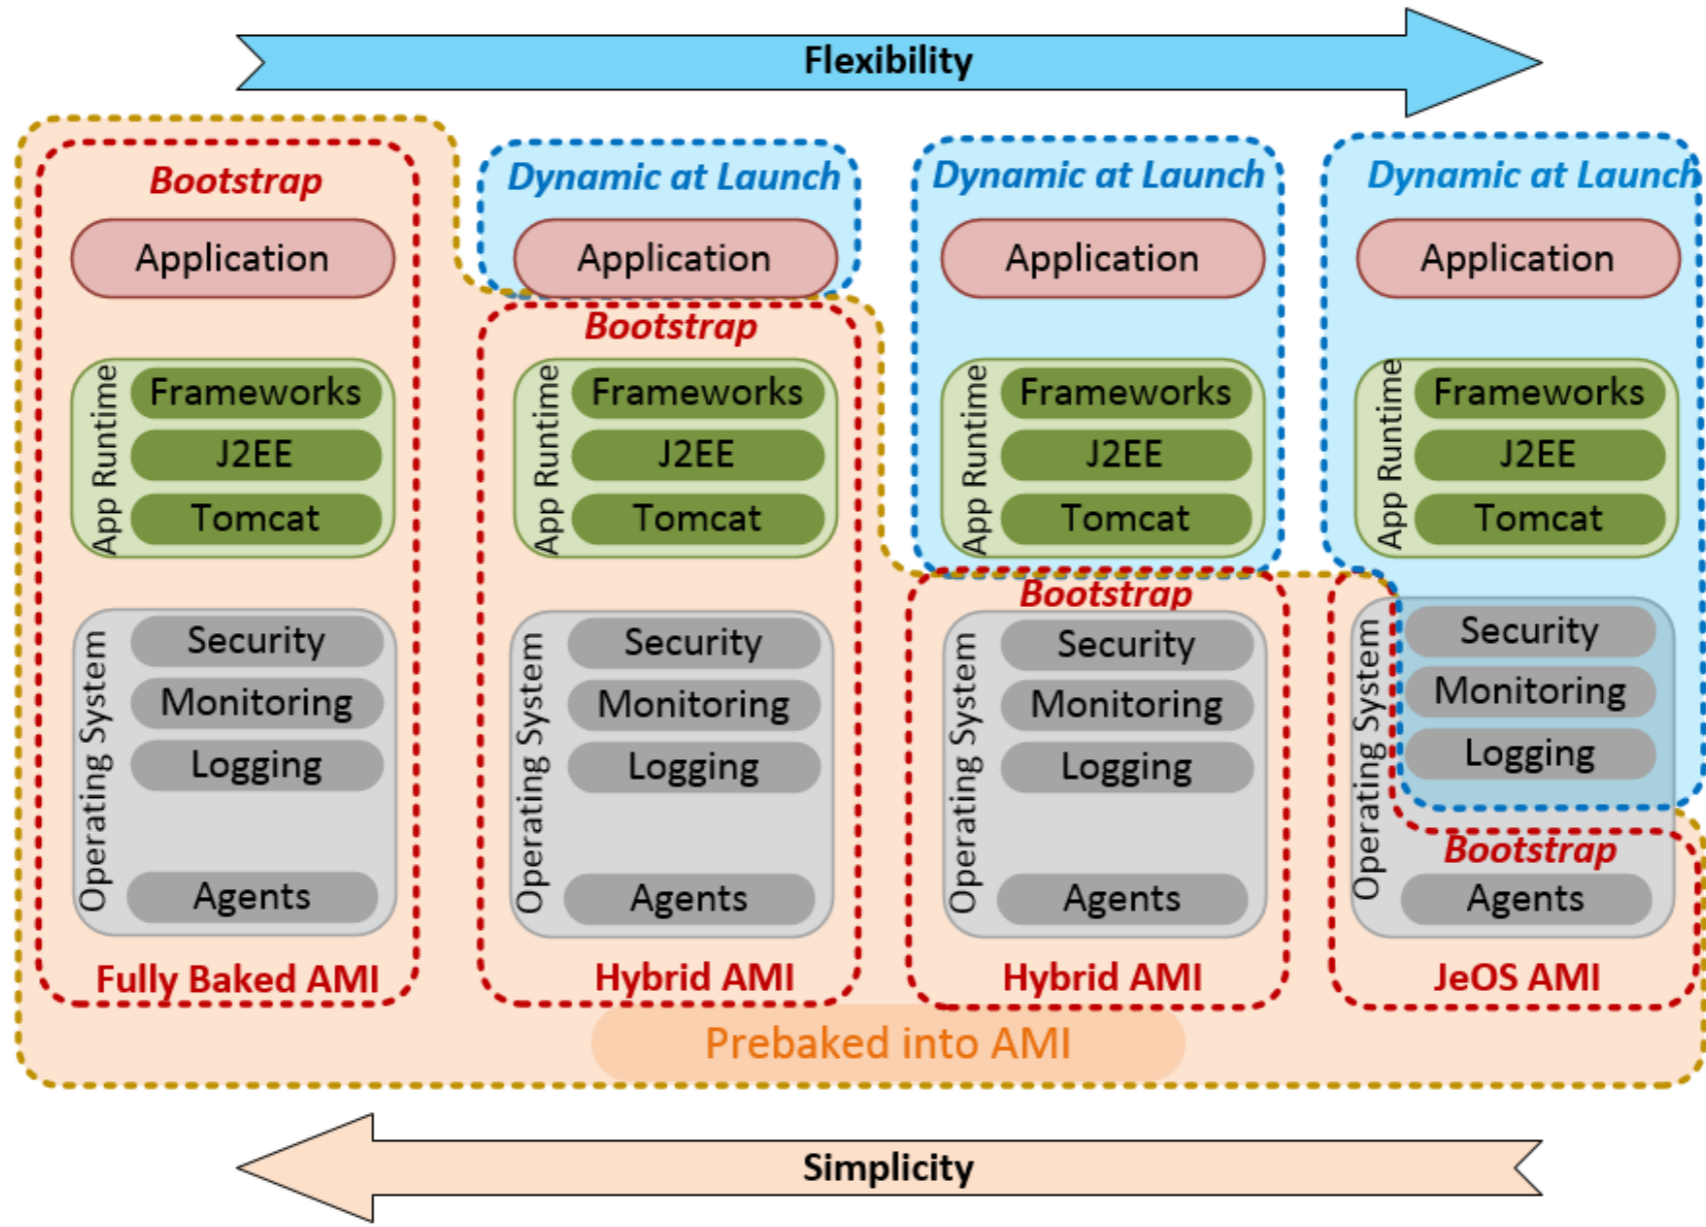 Flexibility
Bootstrap
Application
Frameworks
J2EE
Tomcat
App Runtime
Security
Monitoring
Logging
Agents
Operating System
Fully Baked AMI
Dynamic at Launch
Application
Bootstrap
Frameworks
J2EE
Tomcat
App Runtime
Security
Monitoring
Logging
Agents
Operating System
Hybrid AMI
Dynamic at Launch
Application
Frameworks
J2EE
Tomcat
App Runtime
Bootstrap
Security
Monitoring
Logging
Agents
Operating System
Hybrid AMI
Dynamic at Launch
Application
Frameworks
J2EE
Tomcat
App Runtime
Security
Monitoring
Logging
Bootstrap
Agents
Operating System
JeOS AMI
Prebaked into AMI
Simplicity